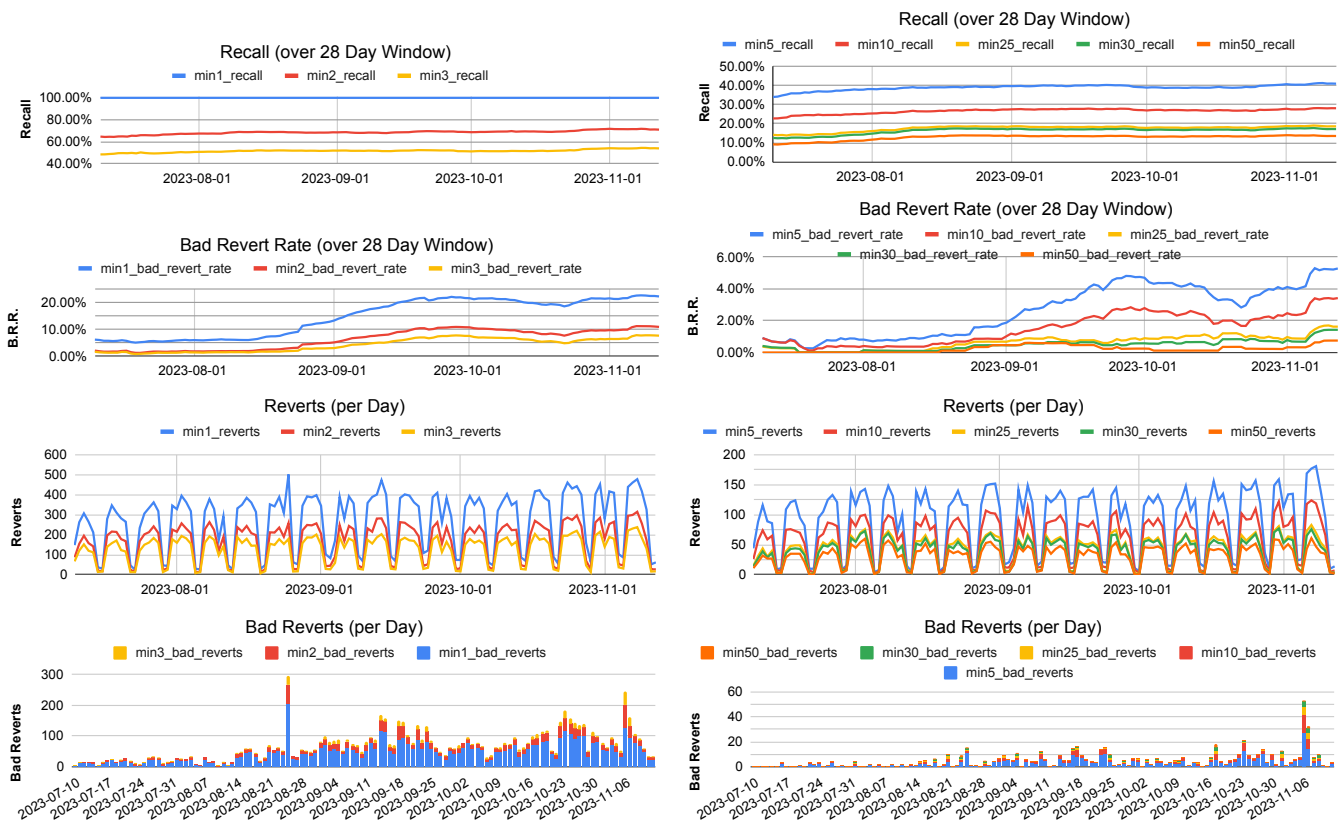 Recall (over 28 Day Window)
min1_recall min2_recall min3_recall
Recall
100.00%
80.00%
60.00%
40.00%
2023-08-01 2023-09-01 2023-10-01 2023-11-01
Bad Revert Rate (over 28 Day Window)
min1_bad_revert_rate min2_bad_revert_rate min3_bad_revert_rate
B.R.R.
20.00%
10.00%
0.00%
2023-08-01 2023-09-01 2023-10-01 2023-11-01
Reverts (per Day)
min1_reverts min2_reverts min3_reverts
Reverts
600
500
400
300
200
100
0
2023-08-01 2023-09-01 2023-10-01 2023-11-01
Bad Reverts (per Day)
min3_bad_reverts min2_bad_reverts min1_bad_reverts
Bad Reverts
300
200
100
0
2023-07-10 2023-07-17 2023-07-24 2023-07-31 2023-08-07 2023-08-14 2023-08-21 2023-08-28 2023-09-04 2023-09-11 2023-09-18 2023-09-25 2023-10-02 2023-10-09 2023-10-16 2023-10-23 2023-10-30 2023-11-06
Recall (over 28 Day Window)
min5_recall min10_recall min25_recall min30_recall min50_recall
Recall
50.00%
40.00%
30.00%
20.00%
10.00%
0.00%
2023-08-01 2023-09-01 2023-10-01 2023-11-01
Bad Revert Rate (over 28 Day Window)
min5_bad_revert_rate min10_bad_revert_rate min25_bad_revert_rate
min30_bad_revert_rate min50_bad_revert_rate
B.R.R.
6.00%
4.00%
2.00%
0.00%
2023-08-01 2023-09-01 2023-10-01 2023-11-01
Reverts (per Day)
min5_reverts min10_reverts min25_reverts min30_reverts min50_reverts
Reverts
200
150
100
50
0
2023-08-01 2023-09-01 2023-10-01 2023-11-01
Bad Reverts (per Day)
min50_bad_reverts min30_bad_reverts min25_bad_reverts min10_bad_reverts
min5_bad_reverts
Bad Reverts
60
40
20
0
2023-07-10 2023-07-17 2023-07-24 2023-07-31 2023-08-07 2023-08-14 2023-08-21 2023-08-28 2023-09-04 2023-09-11 2023-09-18 2023-09-25 2023-10-02 2023-10-09 2023-10-16 2023-10-23 2023-10-30 2023-11-06